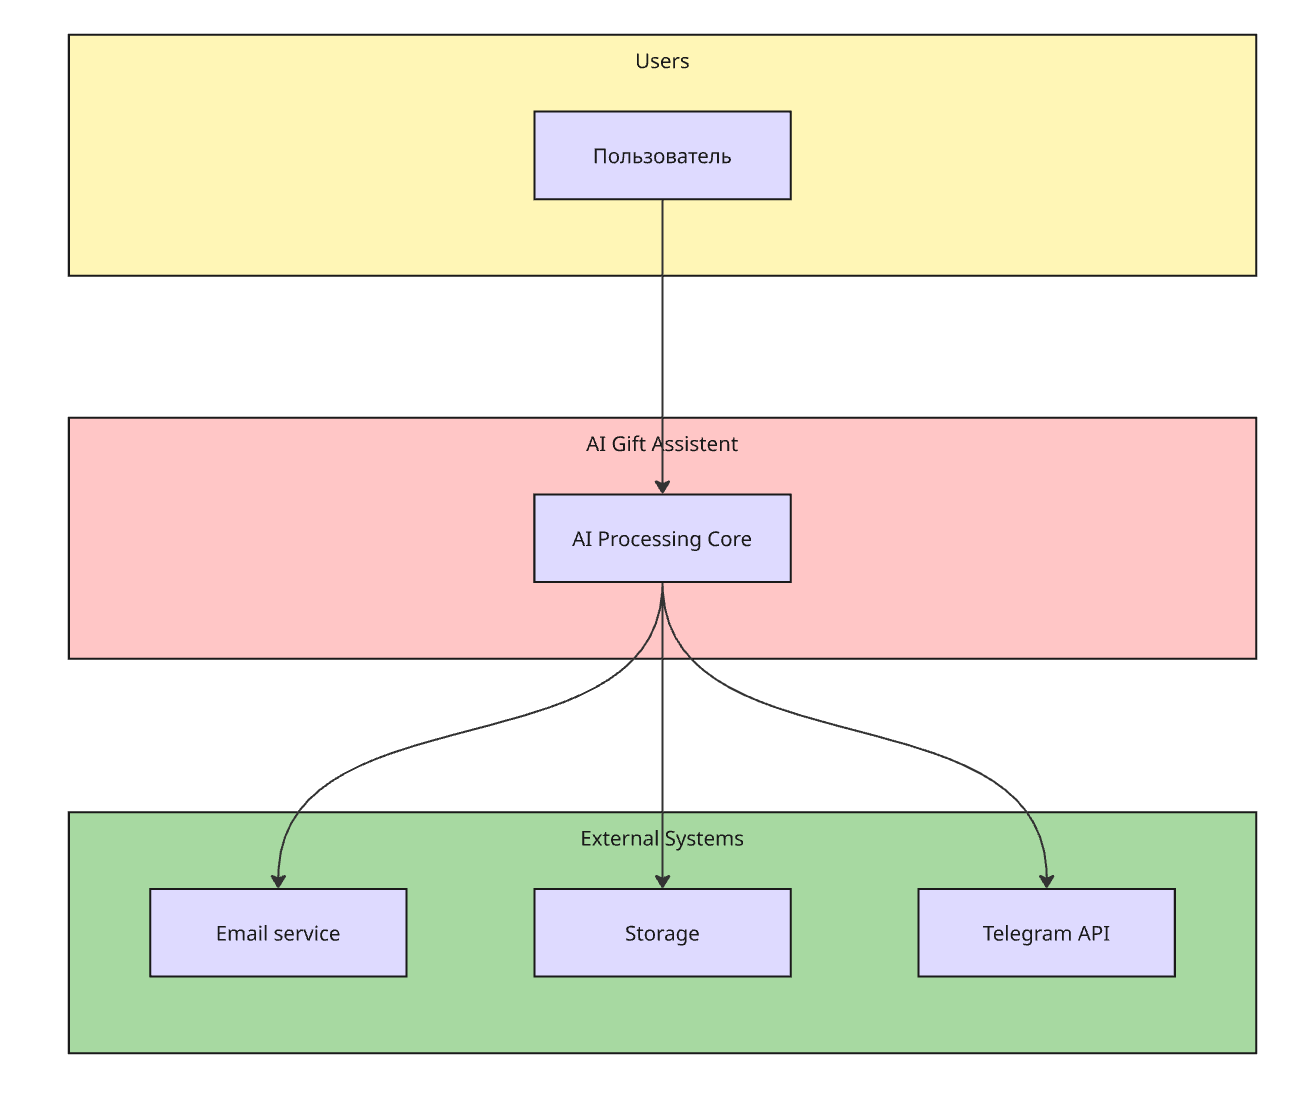 Users
Пользователь
AI Gift Assistent
AI Processing Core
External Systems
Email service
Storage
Telegram API